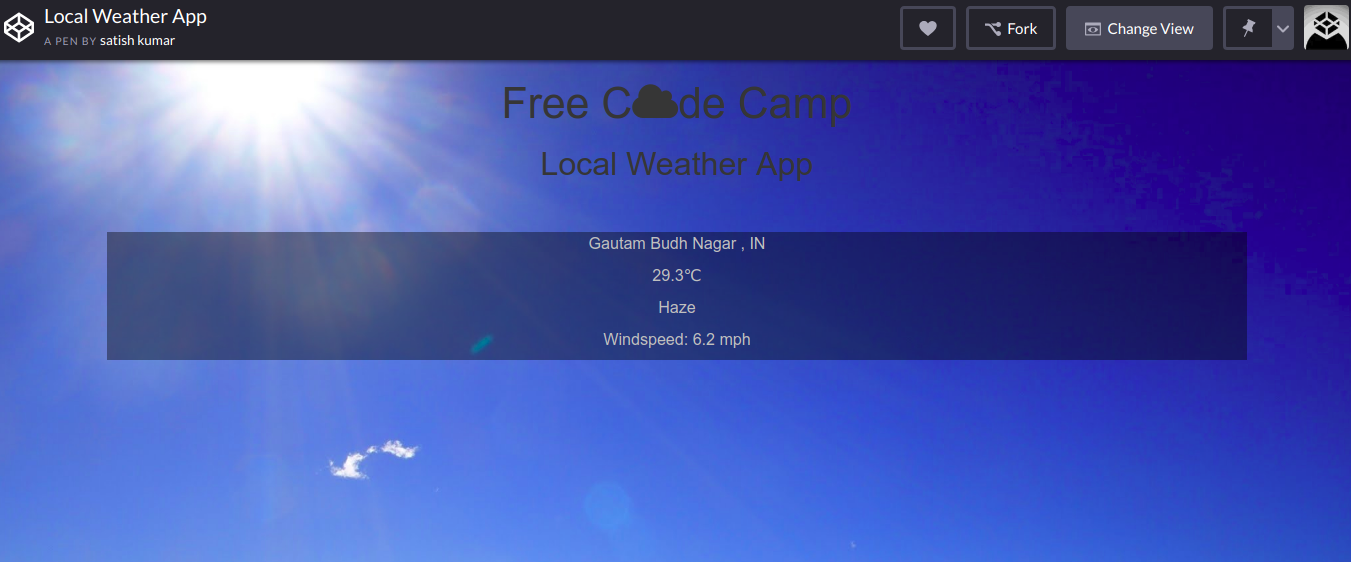 Local Weather App
A PEN BY satish kumar
Fork
Change View
Free C de Camp
Local Weather App
Gautam Budh Nagar , IN
29.3℃
Haze
Windspeed: 6.2 mph